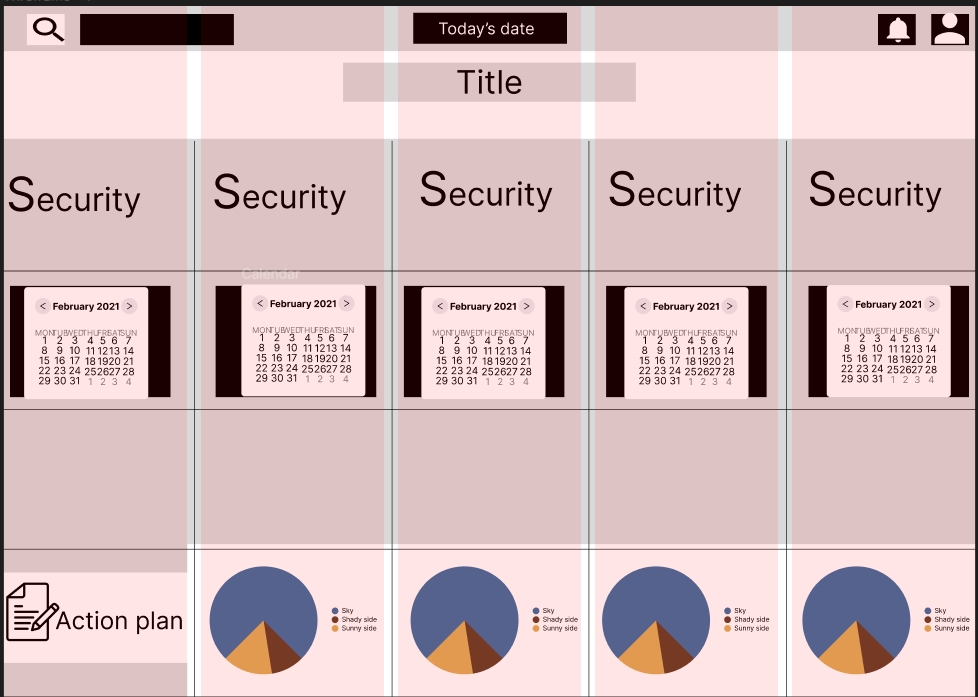 Today's date
Title
Security
Security
Security
Security
Security
Calendar
< February 2021 >
MON TUE WED THU FRI SAT SUN
1 2 3 4 5 6 7
8 9 10 11 12 13 14
15 16 17 18 19 20 21
22 23 24 25 26 27 28
29 30 31 1 2 3 4
< February 2021 >
MON TUE WED THU FRI SAT SUN
1 2 3 4 5 6 7
8 9 10 11 12 13 14
15 16 17 18 19 20 21
22 23 24 25 26 27 28
29 30 31 1 2 3 4
< February 2021 >
MON TUE WED THU FRI SAT SUN
1 2 3 4 5 6 7
8 9 10 11 12 13 14
15 16 17 18 19 20 21
22 23 24 25 26 27 28
29 30 31 1 2 3 4
< February 2021 >
MON TUE WED THU FRI SAT SUN
1 2 3 4 5 6 7
8 9 10 11 12 13 14
15 16 17 18 19 20 21
22 23 24 25 26 27 28
29 30 31 1 2 3 4
< February 2021 >
MON TUE WED THU FRI SAT SUN
1 2 3 4 5 6 7
8 9 10 11 12 13 14
15 16 17 18 19 20 21
22 23 24 25 26 27 28
29 30 31 1 2 3 4
Action plan
Sky
Shady side
Sunny side
Sky
Shady side
Sunny side
Sky
Shady side
Sunny side
Sky
Shady side
Sunny side